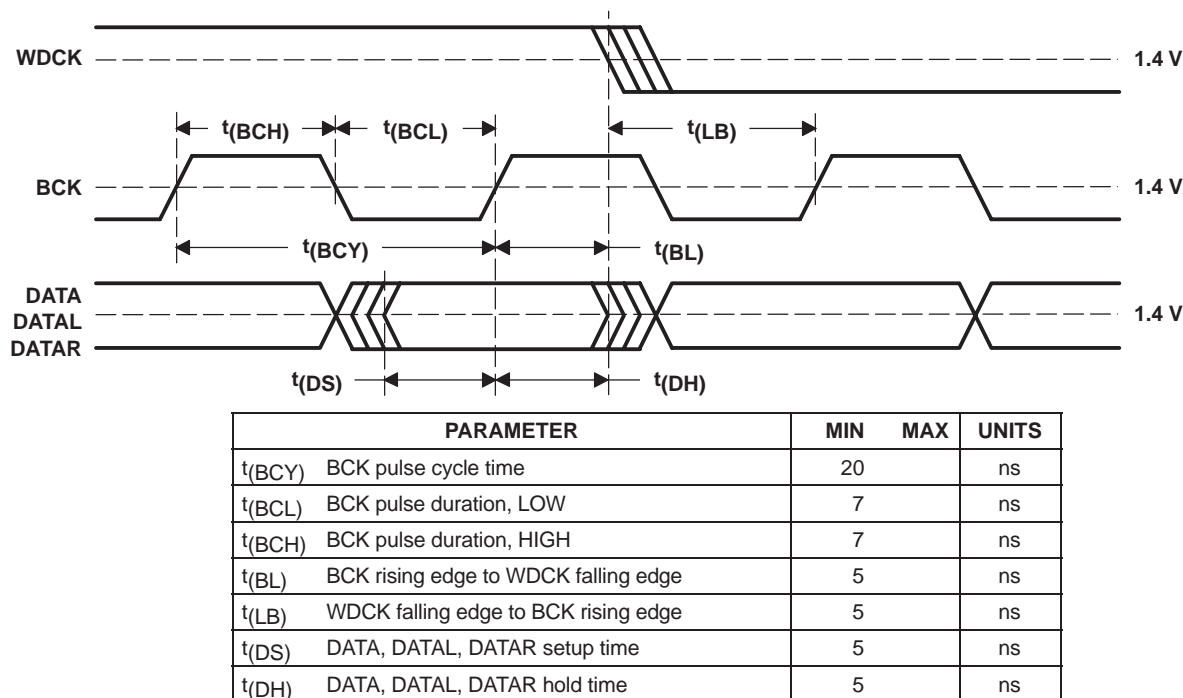 WDCK
1.4 V
t(BCH)
t(BCL)
t(LB)
BCK
1.4 V
t(BCY)
t(BL)
DATA
DATAL
DATAR
1.4 V
t(DS)
t(DH)
PARAMETER MIN MAX UNITS
t(BCY) BCK pulse cycle time 20 ns
t(BCL) BCK pulse duration, LOW 7 ns
t(BCH) BCK pulse duration, HIGH 7 ns
t(BL) BCK rising edge to WDCK falling edge 5 ns
t(LB) WDCK falling edge to BCK rising edge 5 ns
t(DS) DATA, DATAL, DATAR setup time 5 ns
t(DH) DATA, DATAL, DATAR hold time 5 ns